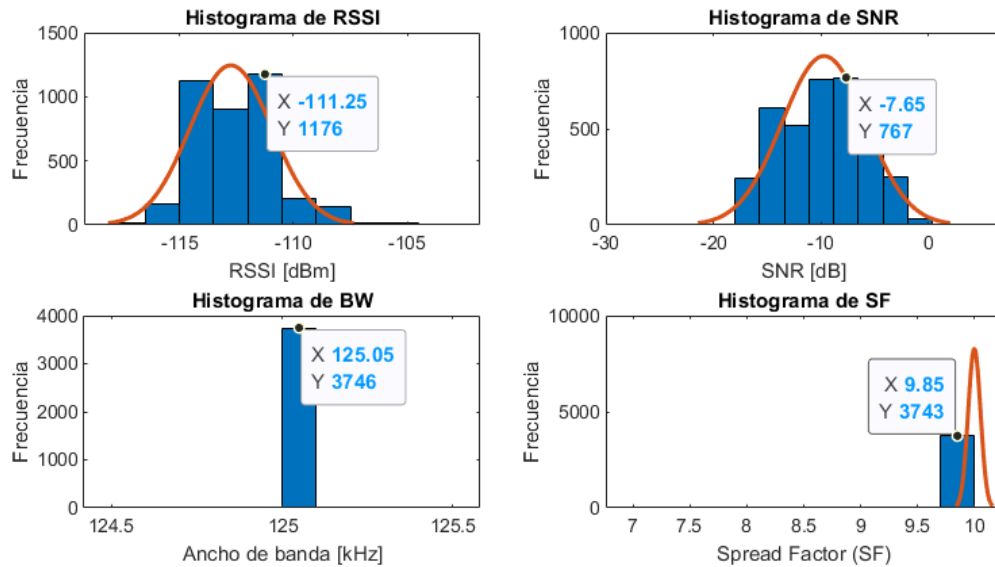 Histograma de RSSI
1500
1000
500
0
Frecuencia
X -111.25
Y 1176
-115
-110
-105
RSSI [dBm]
Histograma de SNR
1000
500
0
Frecuencia
X -7.65
Y 767
-30
-20
-10
0
SNR [dB]
Histograma de BW
4000
3000
2000
1000
0
Frecuencia
X 125.05
Y 3746
124.5
125
125.5
Ancho de banda [kHz]
Histograma de SF
10000
5000
0
Frecuencia
X 9.85
Y 3743
7
7.5
8
8.5
9
9.5
10
Spread Factor (SF)